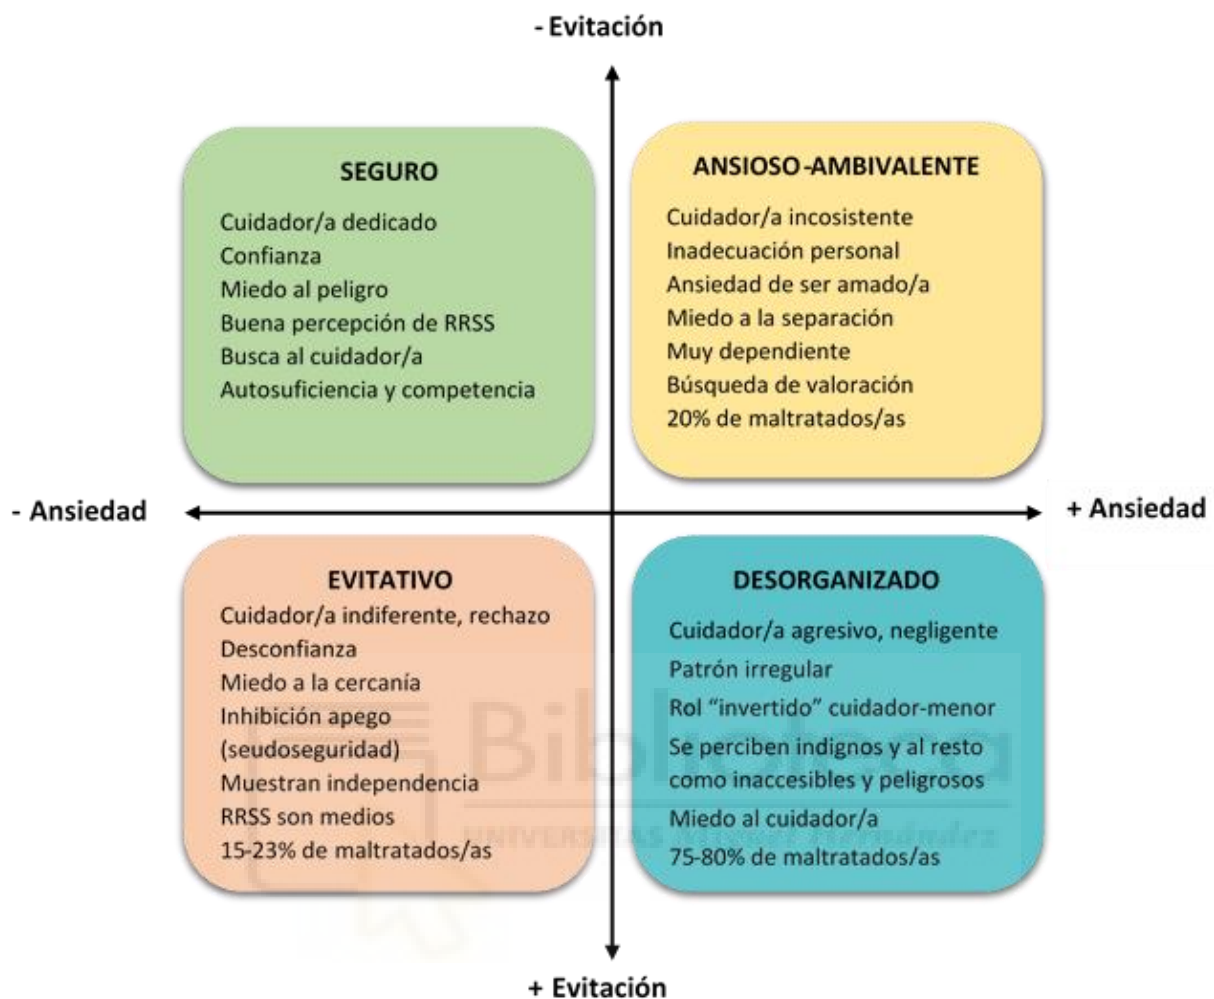 - Evitación
SEGURO
Cuidador/a dedicado
Confianza
Miedo al peligro
Buena percepción de RRSS
Busca al cuidador/a
Autosuficiencia y competencia
ANSIOSO-AMBIVALENTE
Cuidador/a incosistente
Inadecuación personal
Ansiedad de ser amado/a
Miedo a la separación
Muy dependiente
Búsqueda de valoración
20% de maltratados/as
- Ansiedad
+ Ansiedad
EVITATIVO
Cuidador/a indiferente, rechazo
Desconfianza
Miedo a la cercanía
Inhibición apego
(seudoseguridad)
Muestran independencia
RRSS son medios
15-23% de maltratados/as
DESORGANIZADO
Cuidador/a agresivo, negligente
Patrón irregular
Rol “invertido” cuidador-menor
Se perciben indignos y al resto
como inaccesibles y peligrosos
Miedo al cuidador/a
75-80% de maltratados/as
Biblioteca
UNIVERSITAS Miguel Hernández
+ Evitación